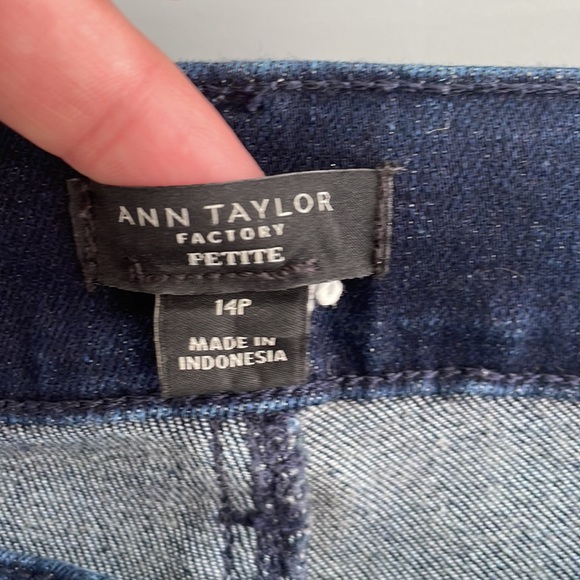 ANN TAYLOR
FACTORY
PETITE
14P
MADE IN
INDONESIA